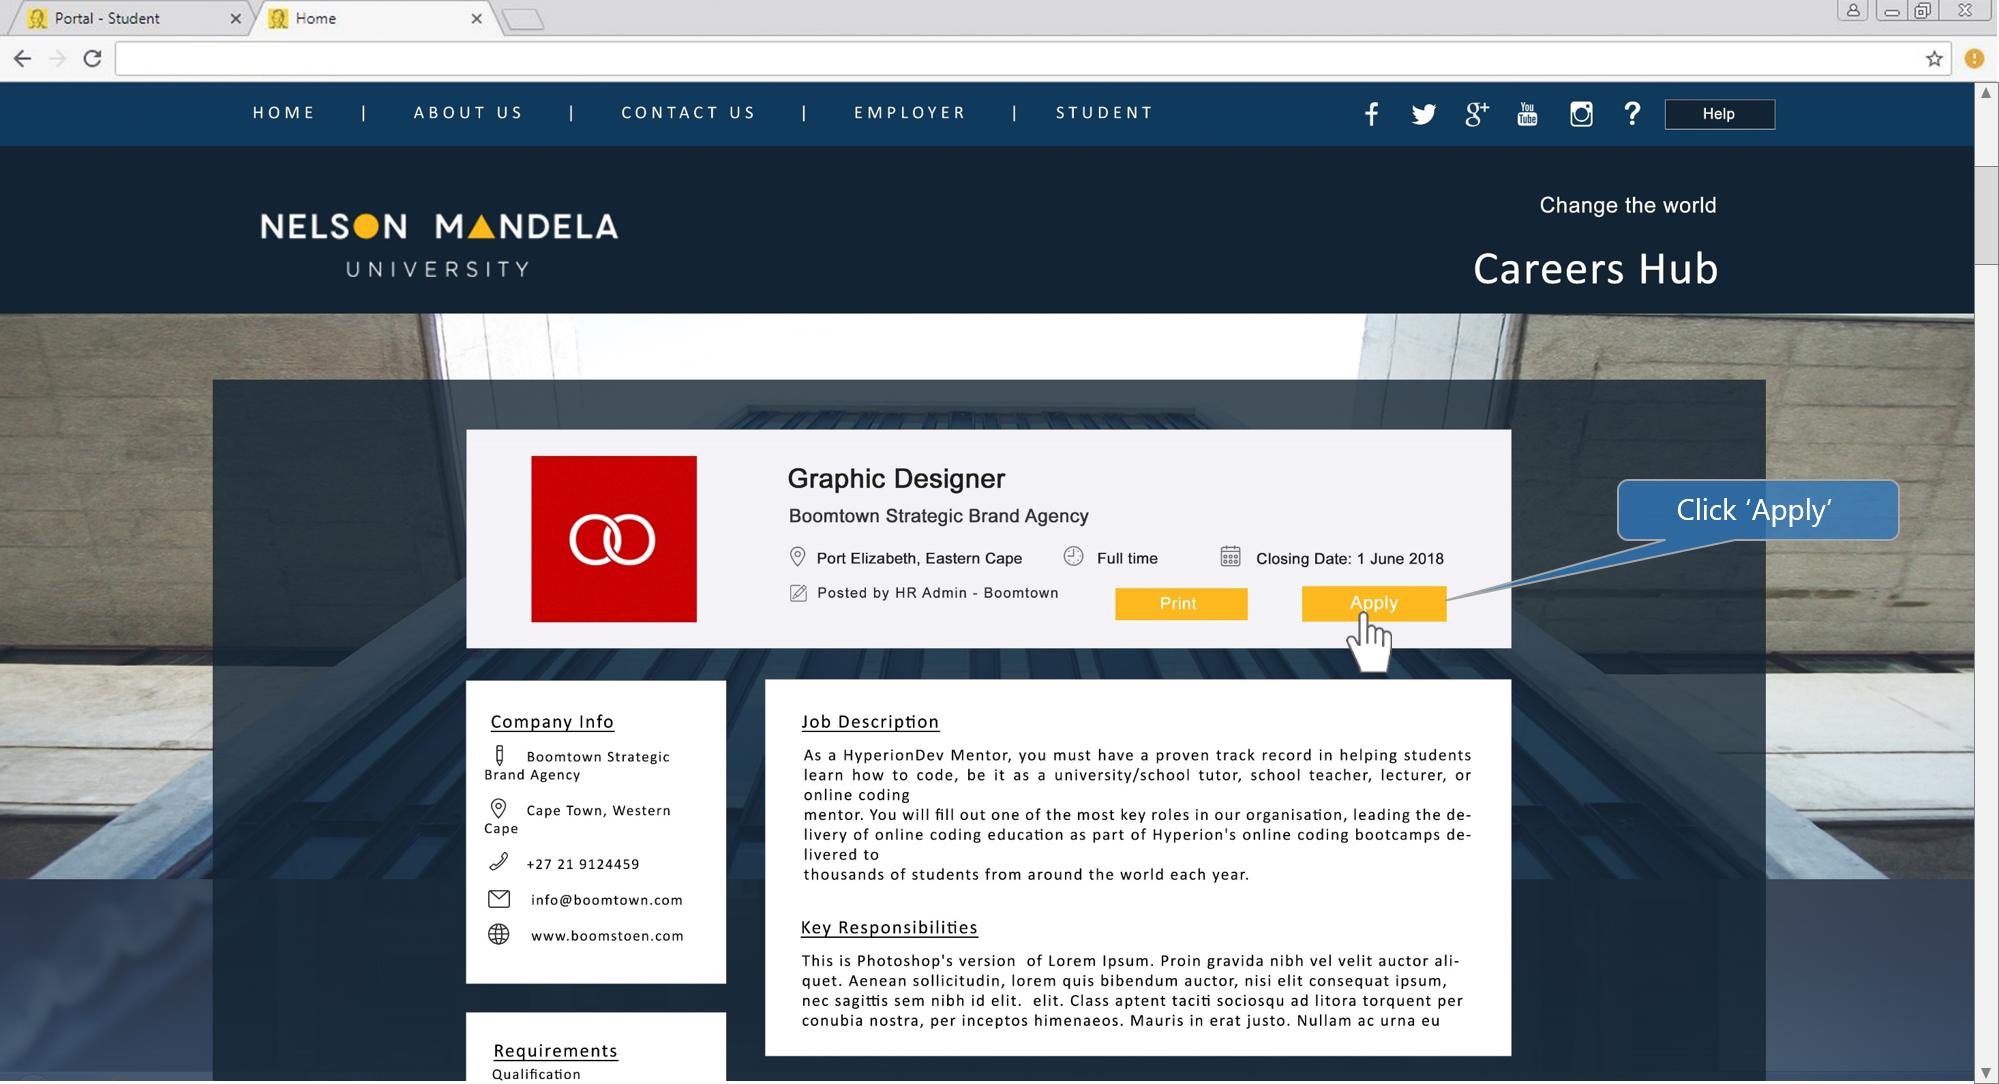 Portal - Student
Home
HOME | ABOUT US | CONTACT US | EMPLOYER | STUDENT
f g+ You Tube ? Help
NELSON MANDELA
UNIVERSITY
Change the world
Careers Hub
Graphic Designer
Boomtown Strategic Brand Agency
Port Elizabeth, Eastern Cape Full time Closing Date: 1 June 2018
Posted by HR Admin - Boomtown
Print
Apply
Click ‘Apply’
Company Info
Boomtown Strategic
Brand Agency
Cape Town, Western
Cape
+27 21 9124459
info@boomtown.com
www.boomstoen.com
Requirements
Qualification
Job Description
As a HyperionDev Mentor, you must have a proven track record in helping students
learn how to code, be it as a university/school tutor, school teacher, lecturer, or
online coding
mentor. You will fill out one of the most key roles in our organisation, leading the de-
livery of online coding education as part of Hyperion's online coding bootcamps de-
livered to
thousands of students from around the world each year.
Key Responsibilities
This is Photoshop's version of Lorem Ipsum. Proin gravida nibh vel velit auctor ali-
quet. Aenean sollicitudin, lorem quis bibendum auctor, nisi elit consequat ipsum,
nec sagittis sem nibh id elit. elit. Class aptent taciti sociosqu ad litora torquent per
conubia nostra, per inceptos himenaeos. Mauris in erat justo. Nullam ac urna eu